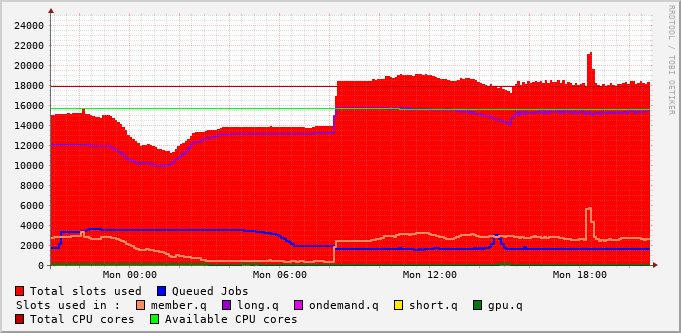 24000
22000
20000
18000
16000
14000
12000
10000
8000
6000
4000
2000
0
Mon 00:00 Mon 06:00 Mon 12:00 Mon 18:00
RRDTOOL / TOBI OETIKER
Total slots used Queued Jobs
Slots used in : member.q long.q ondemand.q short.q gpu.q
Total CPU cores Available CPU cores